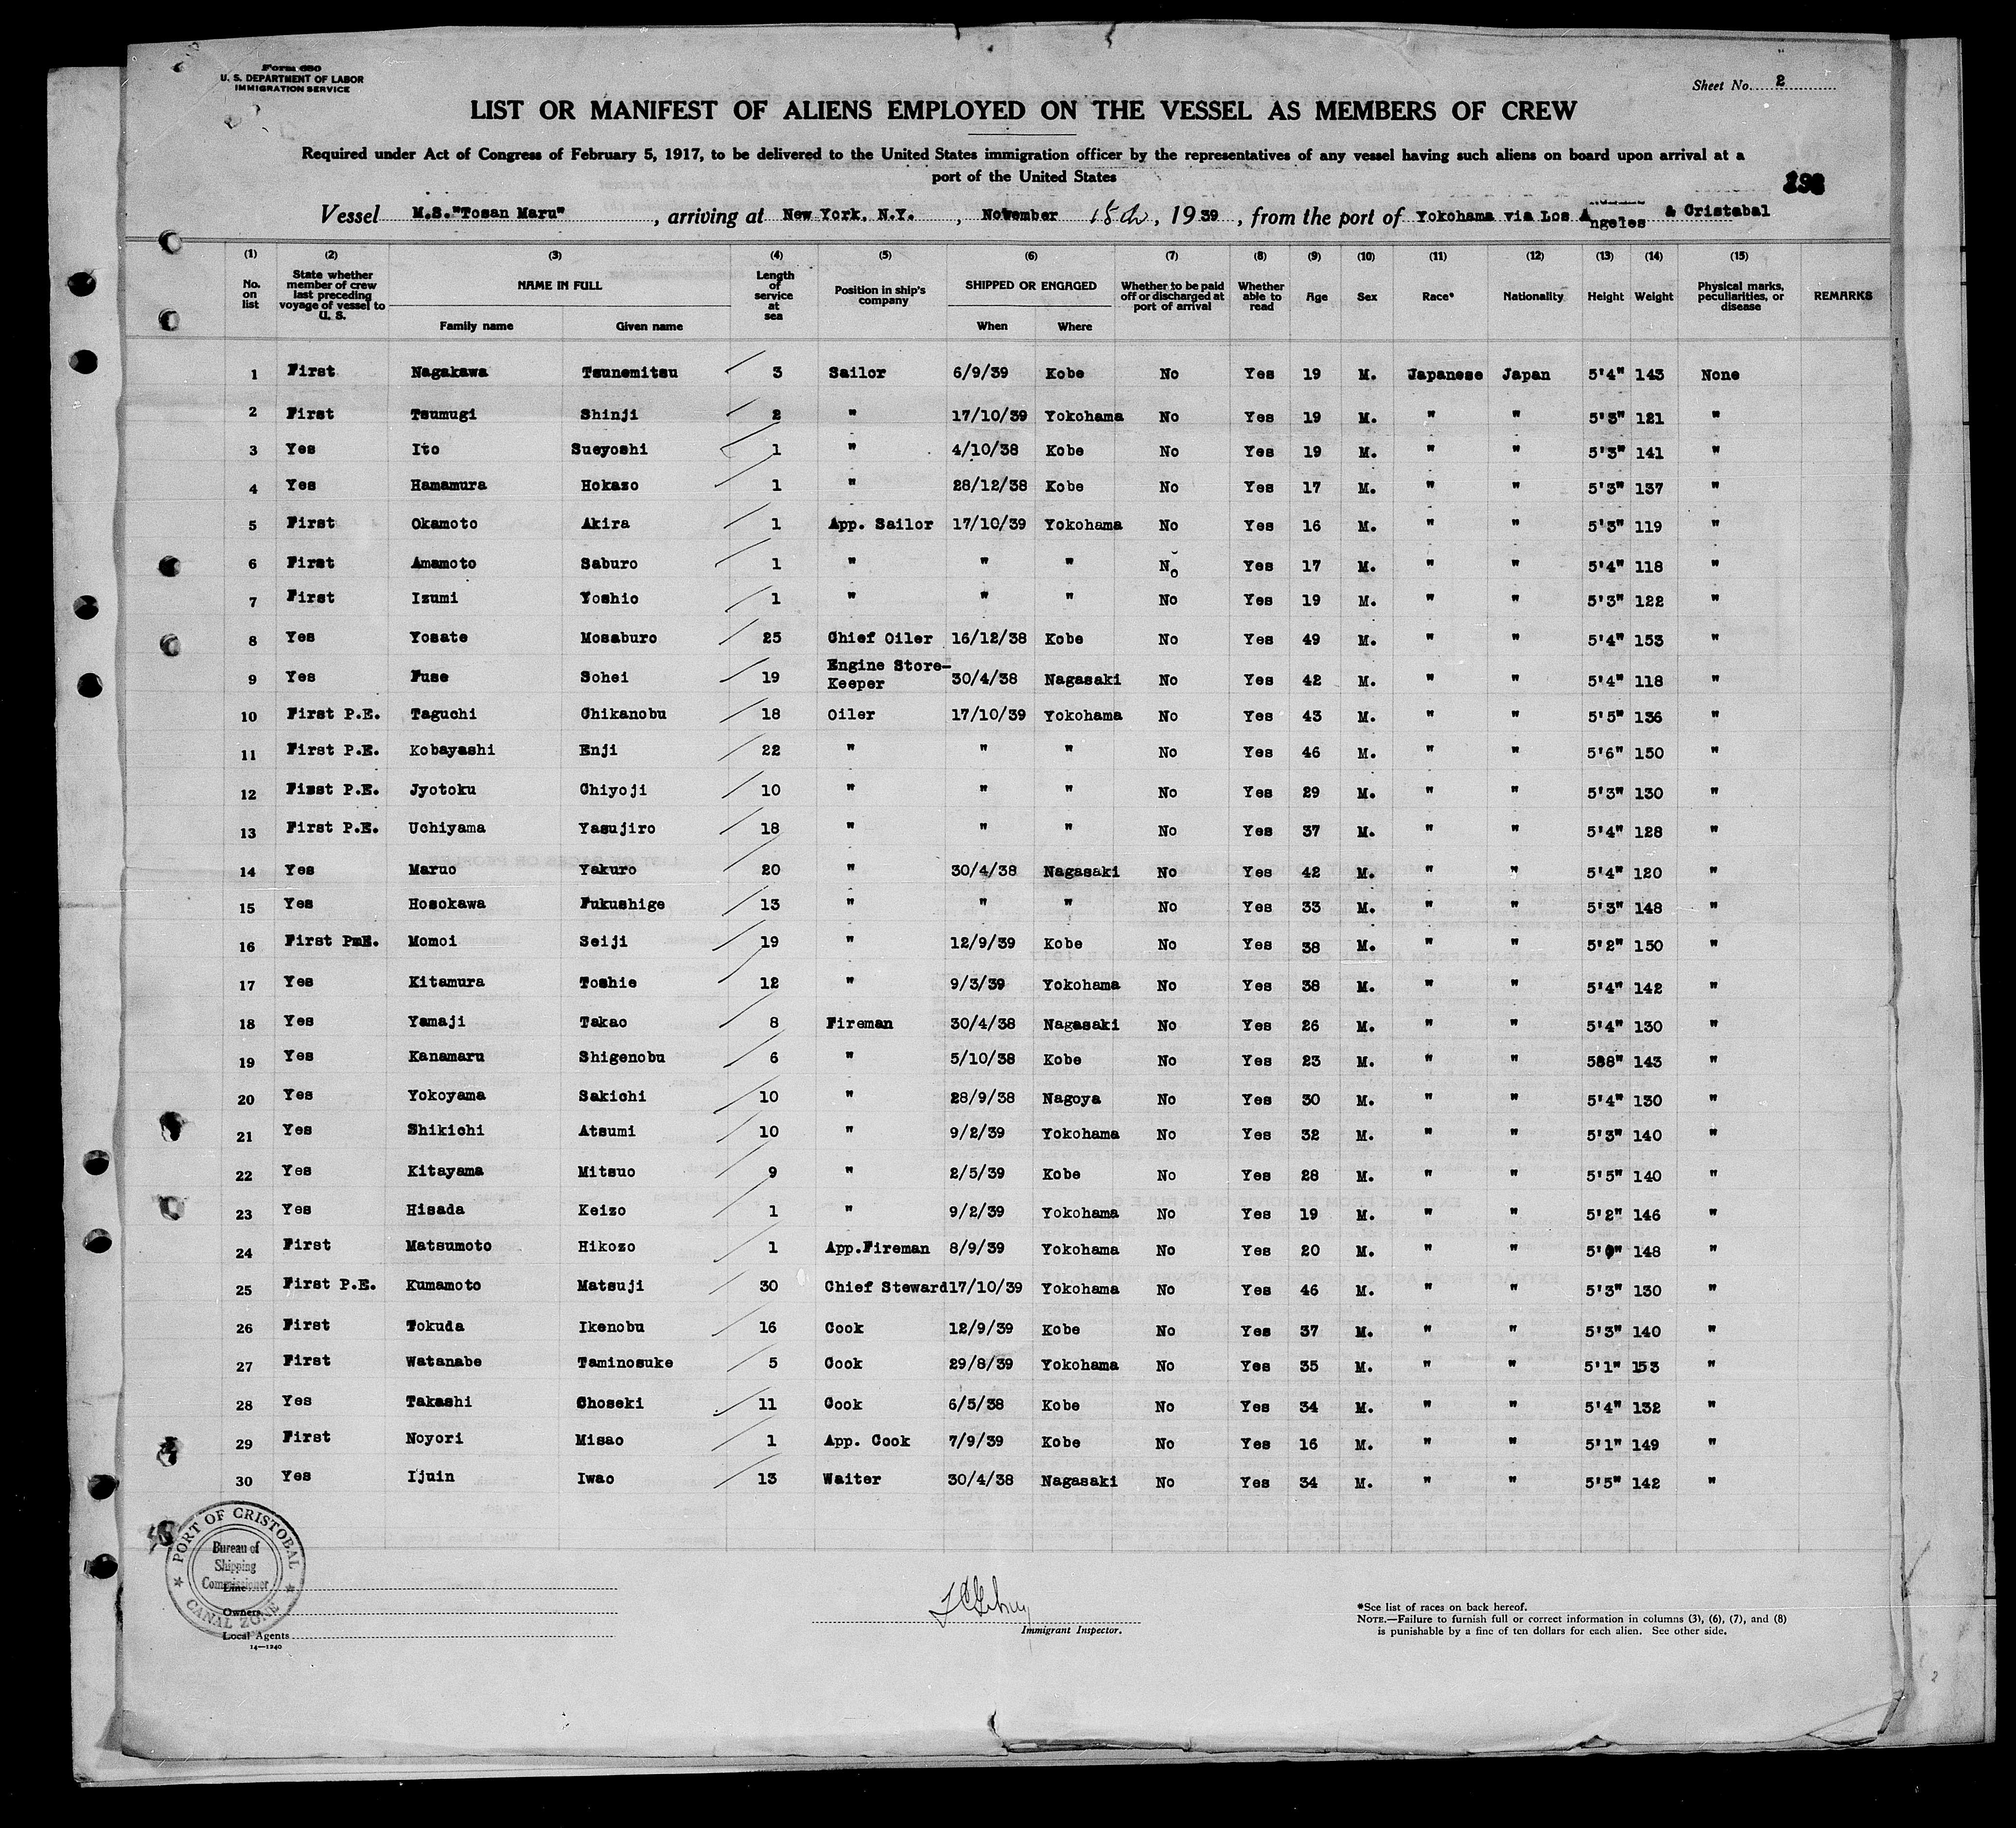 Form 680
U. S. DEPARTMENT OF LABOR
IMMIGRATION SERVICE
Sheet No. 2
LIST OR MANIFEST OF ALIENS EMPLOYED ON THE VESSEL AS MEMBERS OF CREW
Required under Act of Congress of February 5, 1917, to be delivered to the United States immigration officer by the representatives of any vessel having such aliens on board upon arrival at a
port of the United States
Vessel M.S."Tosan Maru", arriving at New York, N.Y., November 15th, 1939, from the port of Yokohama via Los Angeles & Cristobal
(1) (2) (3) (4) (5) (6) (7) (8) (9) (10) (11) (12) (13) (14) (15)
No. on list State whether member of crew last preceding voyage of vessel to U. S. NAME IN FULL Family name Given name Length of service at sea Position in ship's company SHIPPED OR ENGAGED When Where Whether to be paid off or discharged at port of arrival Whether able to read Age Sex Race* Nationality Height Weight Physical marks, peculiarities, or disease REMARKS
1 First Nagakawa Tsunemitsu 3 Sailor 6/9/39 Kobe No Yes 19 M. Japanese Japan 5'4" 143 None
2 First Tsumugi Shinji 2 " 17/10/39 Yokohama No Yes 19 M. " " 5'3" 121 "
3 Yes Ito Sueyoshi 1 " 4/10/38 Kobe No Yes 19 M. " " 5'3" 141 "
4 Yes Hamamura Hokazo 1 " 28/12/38 Kobe No Yes 17 M. " " 5'3" 137 "
5 First Okamoto Akira 1 App. Sailor 17/10/39 Yokohama No Yes 16 M. " " 5'3" 119 "
6 First Amamoto Saburo 1 " " " No Yes 17 M. " " 5'4" 118 "
7 First Izumi Yoshio 1 " " " No Yes 19 M. " " 5'3" 122 "
8 Yes Yosate Mosaburo 25 Chief Oiler 16/12/38 Kobe No Yes 49 M. " " 5'4" 153 "
9 Yes Fuse Sohei 19 Engine Store-Keeper 30/4/38 Nagasaki No Yes 42 M. " " 5'4" 118 "
10 First P.E. Taguchi Chikanobu 18 Oiler 17/10/39 Yokohama No Yes 43 M. " " 5'5" 136 "
11 First P.E. Kobayashi Enji 22 " " " No Yes 46 M. " " 5'6" 150 "
12 First P.E. Jyotoku Chiyoji 10 " " " No Yes 29 M. " " 5'3" 130 "
13 First P.E. Uchiyama Yasujiro 18 " " " No Yes 37 M. " " 5'4" 128 "
14 Yes Maruo Yakuro 20 " 30/4/38 Nagasaki No Yes 42 M. " " 5'4" 120 "
15 Yes Hosokawa Fukushige 13 " " " No Yes 33 M. " " 5'3" 148 "
16 First PmE. Momoi Seiji 19 " 12/9/39 Kobe No Yes 38 M. " " 5'2" 150 "
17 Yes Kitamura Toshie 12 " 9/3/39 Yokohama No Yes 38 M. " " 5'4" 142 "
18 Yes Yamaji Takao 8 Fireman 30/4/38 Nagasaki No Yes 26 M. " " 5'4" 130 "
19 Yes Kanamaru Shigenobu 6 " 5/10/38 Kobe No Yes 23 M. " " 588" 143 "
20 Yes Yokoyama Sakichi 10 " 28/9/38 Nagoya No Yes 30 M. " " 5'4" 130 "
21 Yes Shikichi Atsumi 10 " 9/2/39 Yokohama No Yes 32 M. " " 5'3" 140 "
22 Yes Kitayama Mitsuo 9 " 2/5/39 Kobe No Yes 28 M. " " 5'5" 140 "
23 Yes Hisada Keizo 1 " 9/2/39 Yokohama No Yes 19 M. " " 5'2" 146 "
24 First Matsumoto Hikozo 1 App.Fireman 8/9/39 Yokohama No Yes 20 M. " " 5'0" 148 "
25 First P.E. Kumamoto Matsuji 30 Chief Steward 17/10/39 Yokohama No Yes 46 M. " " 5'3" 130 "
26 First Tokuda Ikenobu 16 Cook 12/9/39 Kobe No Yes 37 M. " " 5'3" 140 "
27 First Watanabe Taminosuke 5 Cook 29/8/39 Yokohama No Yes 35 M. " " 5'1" 153 "
28 Yes Takashi Choseki 11 Cook 6/5/38 Kobe No Yes 34 M. " " 5'4" 132 "
29 First Noyori Misao 1 App. Cook 7/9/39 Kobe No Yes 16 M. " " 5'1" 149 "
30 Yes Ijuin Iwao 13 Waiter 30/4/38 Nagasaki No Yes 34 M. " " 5'5" 142 "
PORT OF CRISTOBAL
Bureau of
Shipping
Commissioner
CANAL ZONE
Line
Owners
Local Agents
14—1240
Immigrant Inspector.
*See list of races on back hereof.
NOTE.—Failure to furnish full or correct information in columns (3), (6), (7), and (8)
is punishable by a fine of ten dollars for each alien. See other side.